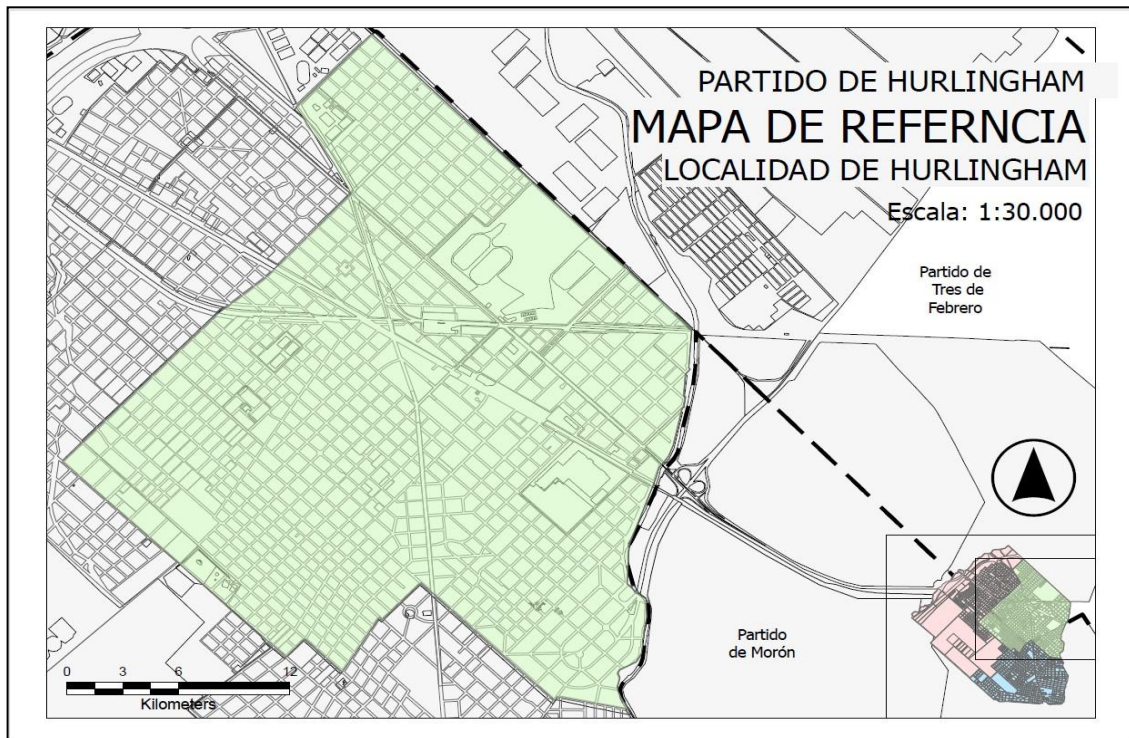 PARTIDO DE HURLINGHAM
MAPA DE REFERNCIA
LOCALIDAD DE HURLINGHAM
Escala: 1:30.000
Partido de
Tres de
Febrero
Partido
de Morón
0 3 6 12
Kilometers